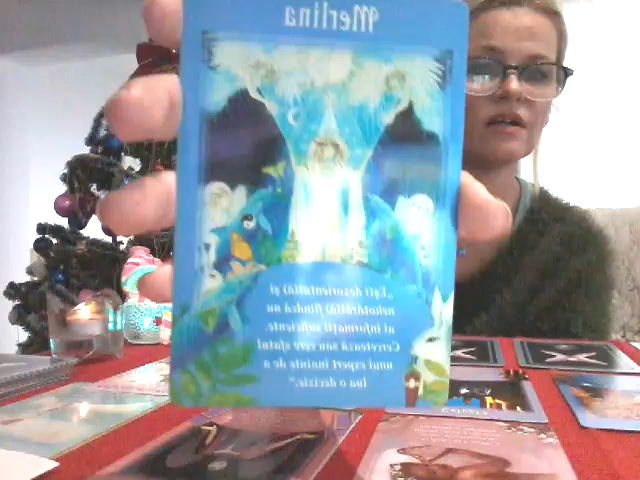 Merlina
„Ești dezorientat(ă) și
nehotărât(ă) fiindcă nu
ai informații suficiente.
Cercetează sau cere sfatul
unui expert înainte de a
lua o decizie."